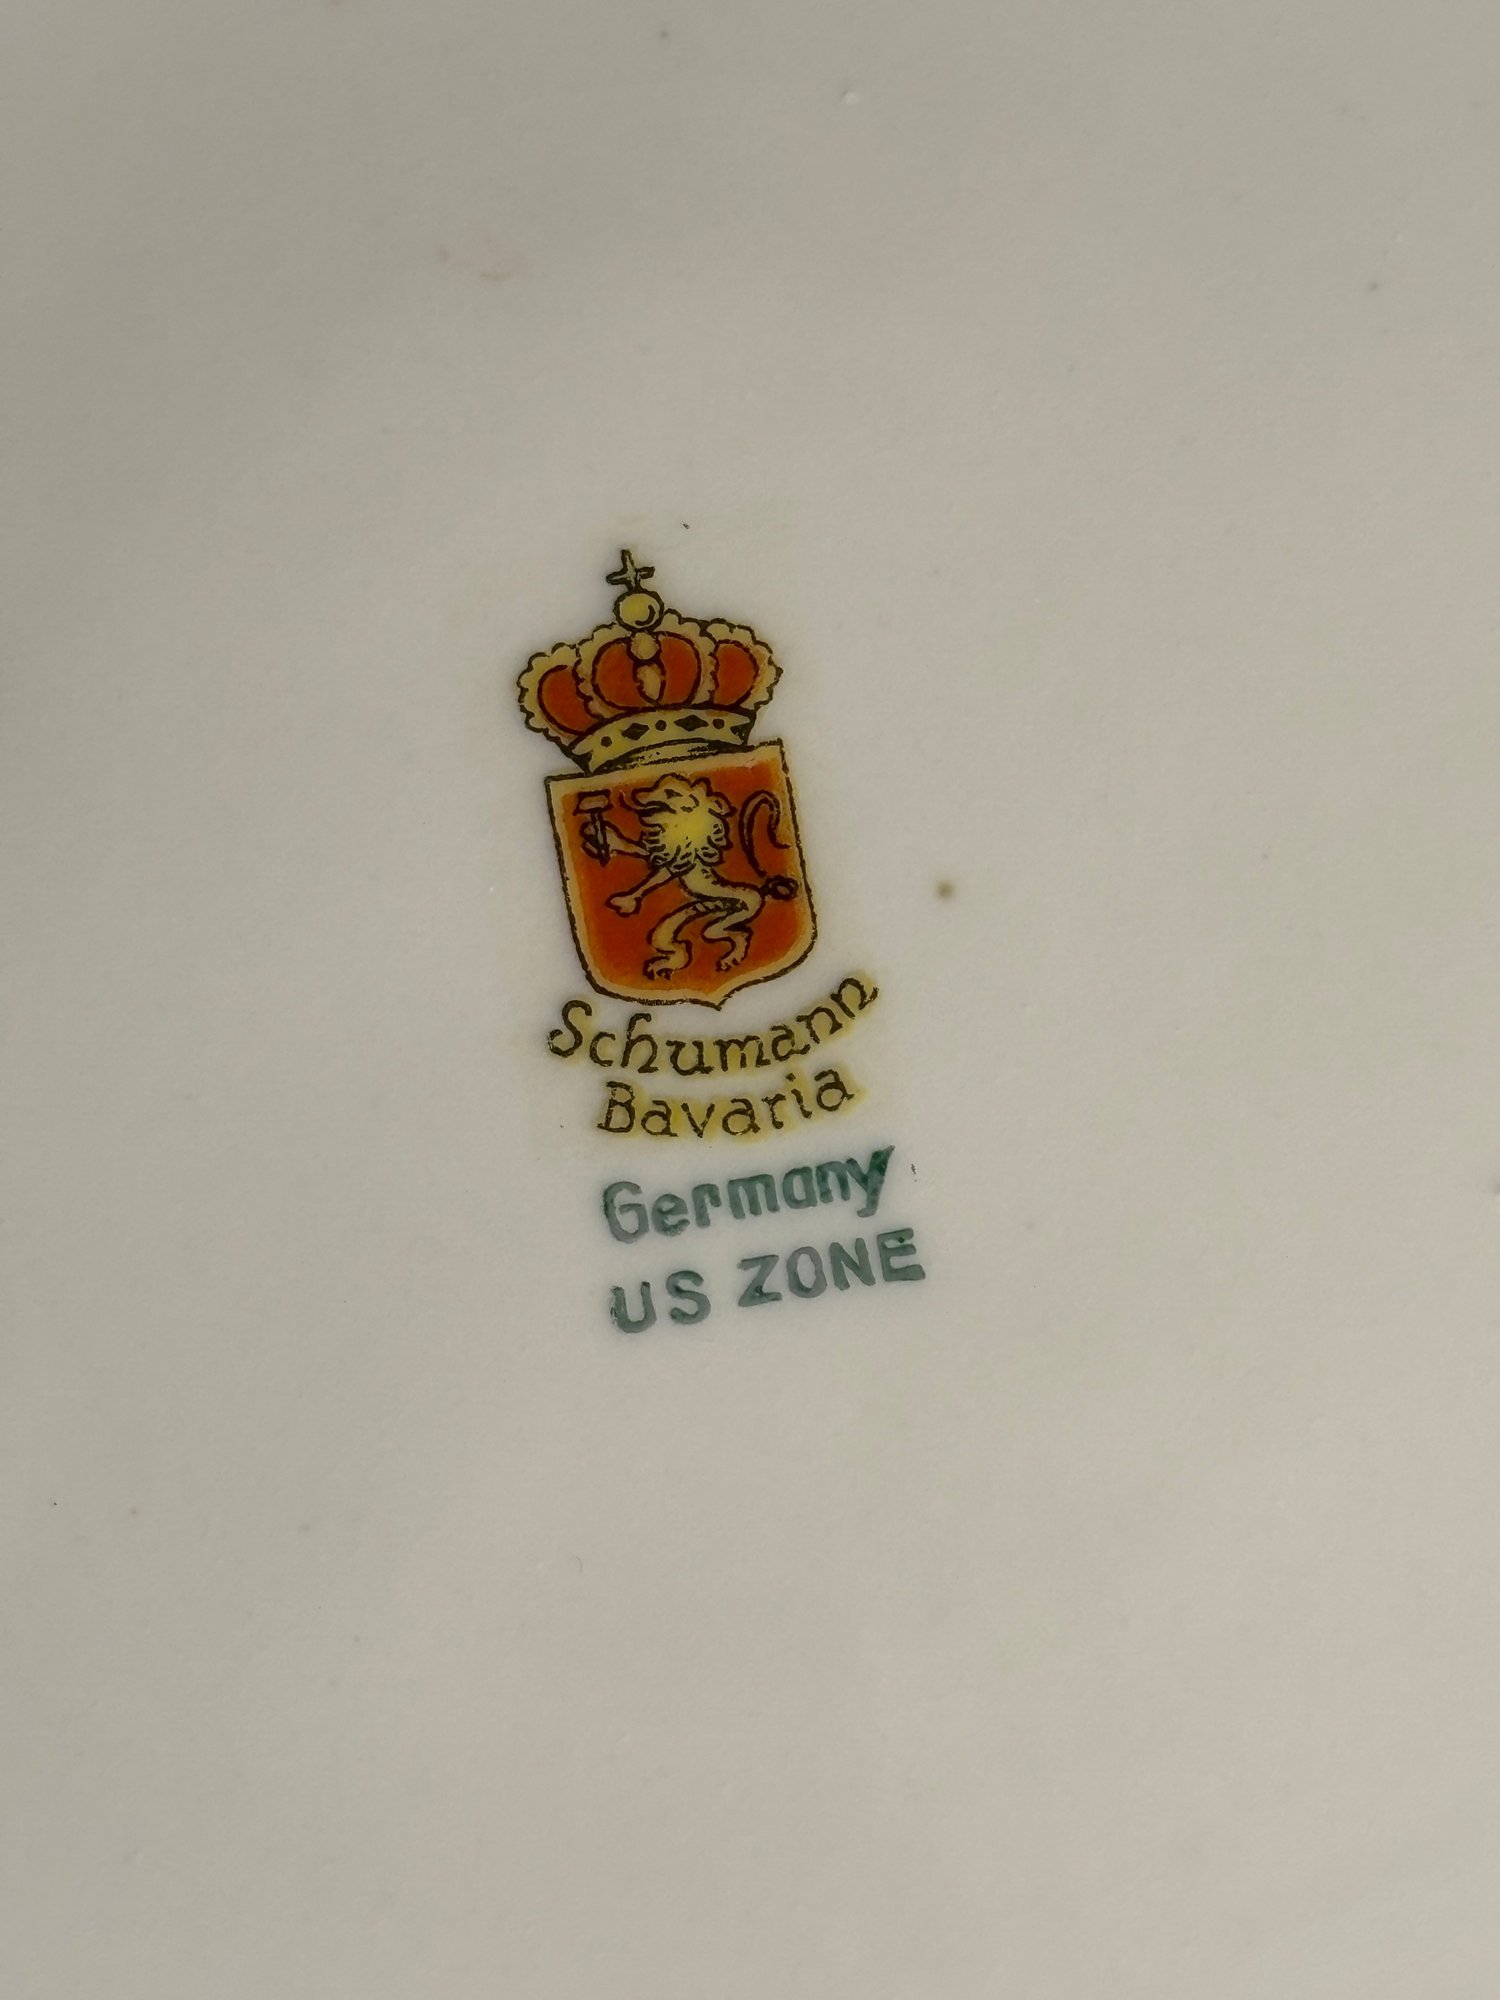 Schumann
Bavaria
Germany
US ZONE